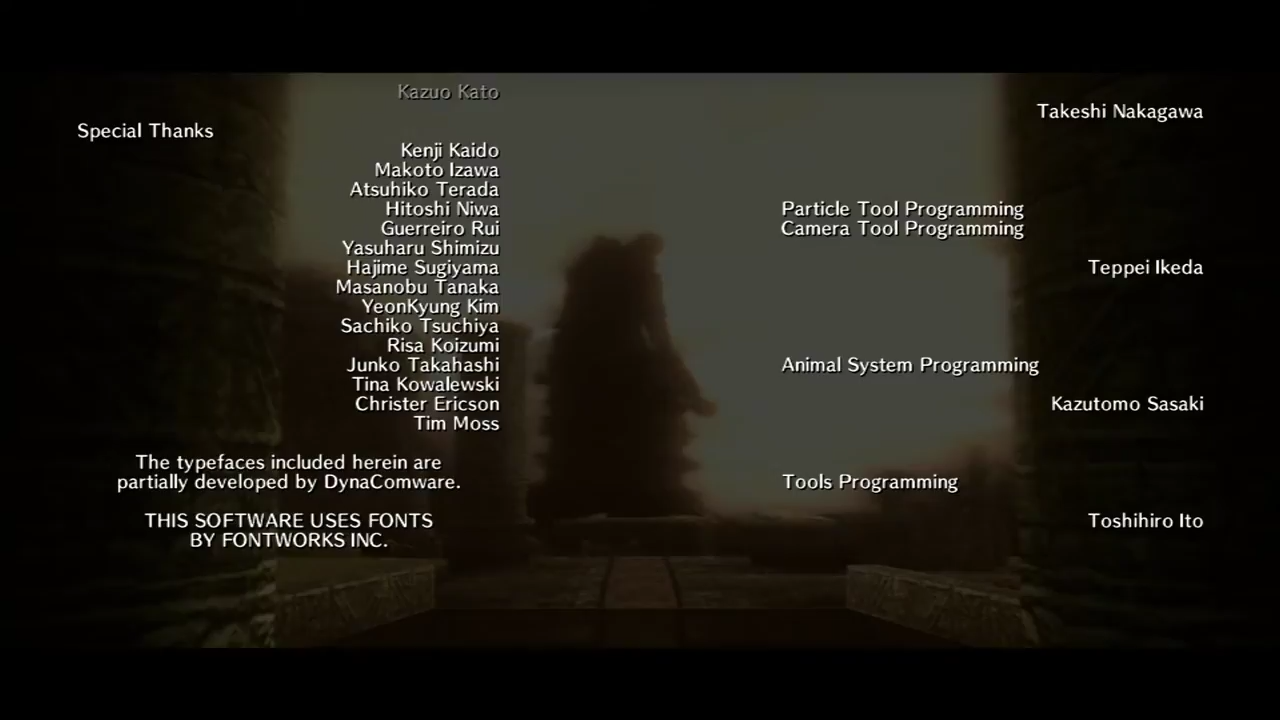 Kazuo Kato
Special Thanks
Kenji Kaido
Makoto Izawa
Atsuhiko Terada
Hitoshi Niwa
Guerreiro Rui
Yasuharu Shimizu
Hajime Sugiyama
Masanobu Tanaka
YeonKyung Kim
Sachiko Tsuchiya
Risa Koizumi
Junko Takahashi
Tina Kowalewski
Christer Ericson
Tim Moss
The typefaces included herein are
partially developed by DynaComware.
THIS SOFTWARE USES FONTS
BY FONTWORKS INC.
Takeshi Nakagawa
Particle Tool Programming
Camera Tool Programming
Teppei Ikeda
Animal System Programming
Kazutomo Sasaki
Tools Programming
Toshihiro Ito